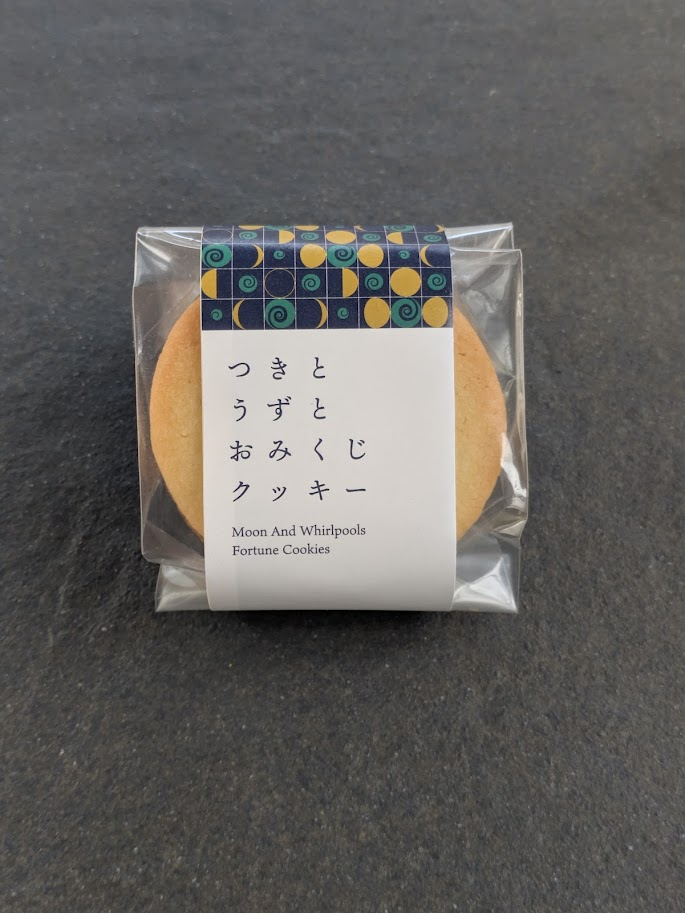 つきと
うずと
おみくじ
クッキー
Moon And Whirlpools
Fortune Cookies